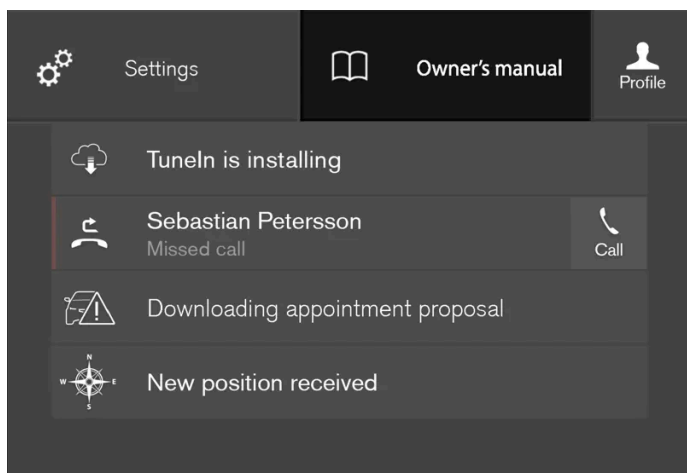 Settings
Owner's manual
Profile
TuneIn is installing
Sebastian Petersson
Missed call
Call
Downloading appointment proposal
N
W E
S
New position received